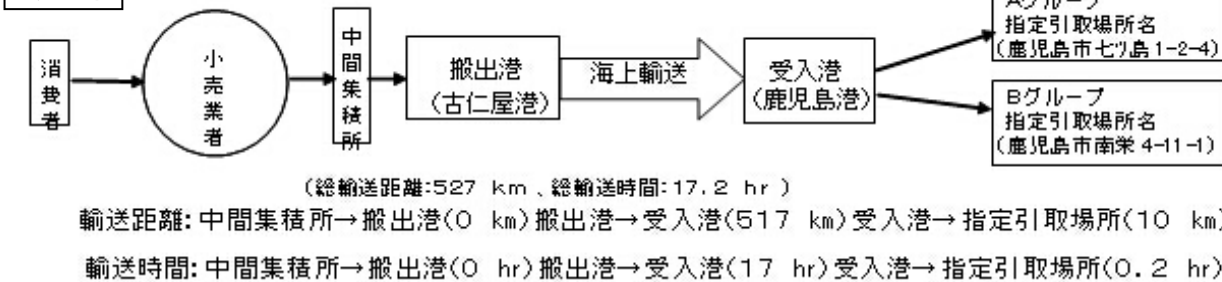 消費者
小売業者
中間集積所
搬出港
(古仁屋港)
海上輸送
受入港
(鹿児島港)
Aグループ
指定引取場所名
(鹿児島市七ツ島1-2-4)
Bグループ
指定引取場所名
(鹿児島市南栄4-11-1)
(総輸送距離:527 km、総輸送時間:17.2 hr)
輸送距離:中間集積所→搬出港(0 km)搬出港→受入港(517 km)受入港→指定引取場所(10 km)
輸送時間:中間集積所→搬出港(0 hr)搬出港→受入港(17 hr)受入港→指定引取場所(0.2 hr)